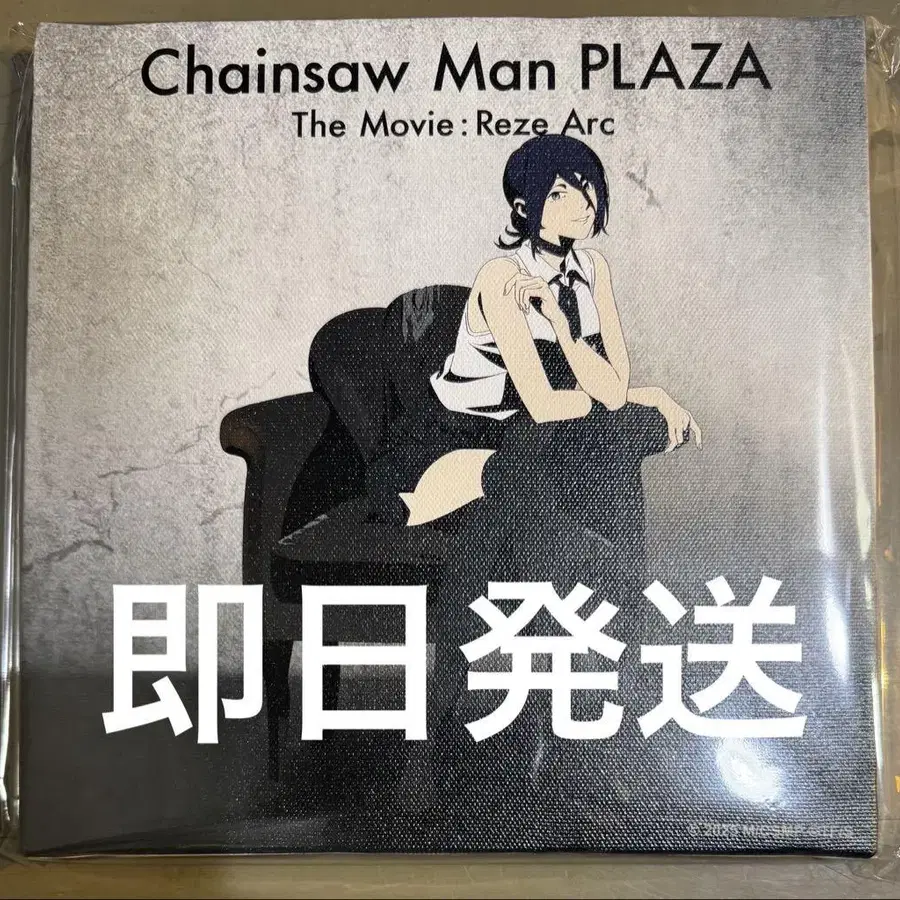 Chainsaw Man PLAZA
The Movie : Reze Arc
即日発送